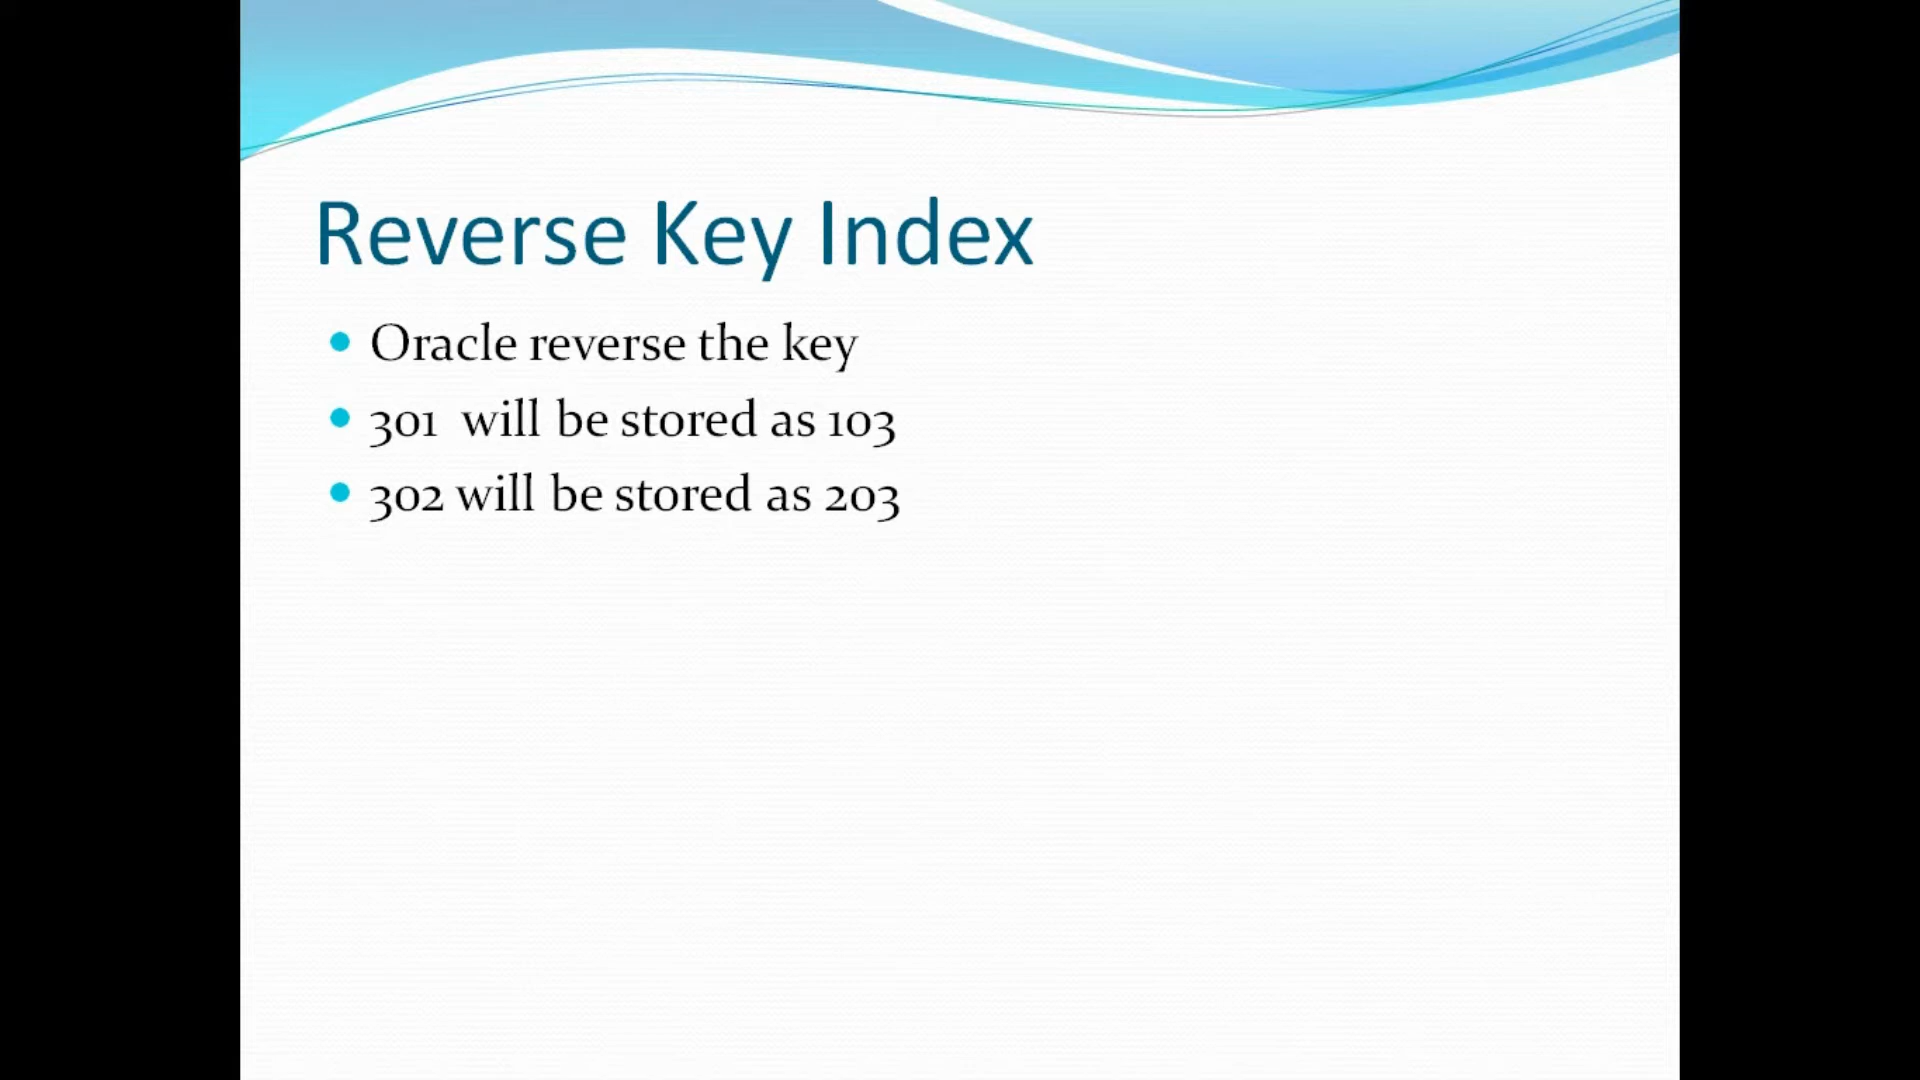 Reverse Key Index
Oracle reverse the key
301 will be stored as 103
302 will be stored as 203